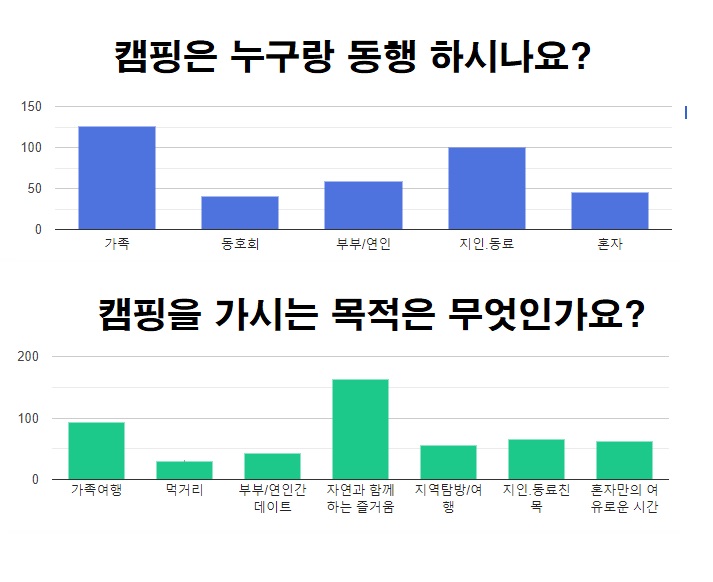 캠핑은 누구랑 동행 하시나요?
150
100
50
0
가족 동호회 부부/연인 지인.동료 혼자
캠핑을 가시는 목적은 무엇인가요?
200
100
0
가족여행 먹거리 부부/연인간 자연과 함께 지역탐방/여 지인.동료친 혼자만의 여
데이트 하는 즐거움 행 목 유로운 시간